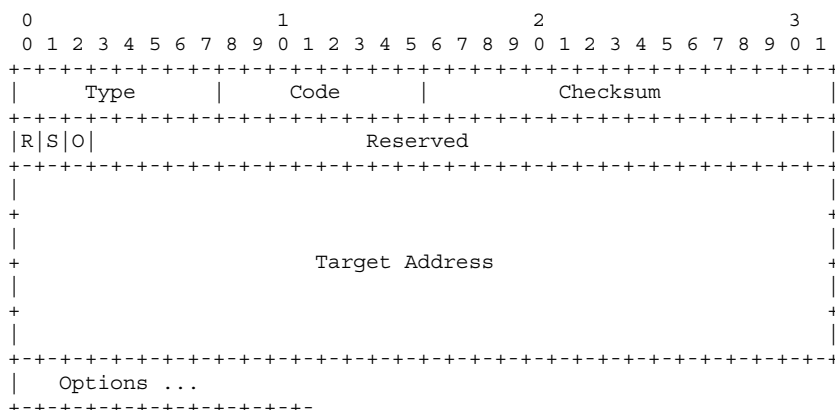 0                   1                   2                   3
0 1 2 3 4 5 6 7 8 9 0 1 2 3 4 5 6 7 8 9 0 1 2 3 4 5 6 7 8 9 0 1
+-+-+-+-+-+-+-+-+-+-+-+-+-+-+-+-+-+-+-+-+-+-+-+-+-+-+-+-+-+-+-+-+
|     Type      |     Code      |          Checksum             |
+-+-+-+-+-+-+-+-+-+-+-+-+-+-+-+-+-+-+-+-+-+-+-+-+-+-+-+-+-+-+-+-+
|R|S|O|                     Reserved                            |
+-+-+-+-+-+-+-+-+-+-+-+-+-+-+-+-+-+-+-+-+-+-+-+-+-+-+-+-+-+-+-+-+
|                                                               |
+                                                               +
|                                                               |
+                       Target Address                          +
|                                                               |
+                                                               +
|                                                               |
+-+-+-+-+-+-+-+-+-+-+-+-+-+-+-+-+-+-+-+-+-+-+-+-+-+-+-+-+-+-+-+-+
|   Options ...
+-+-+-+-+-+-+-+-+-+-+-+-